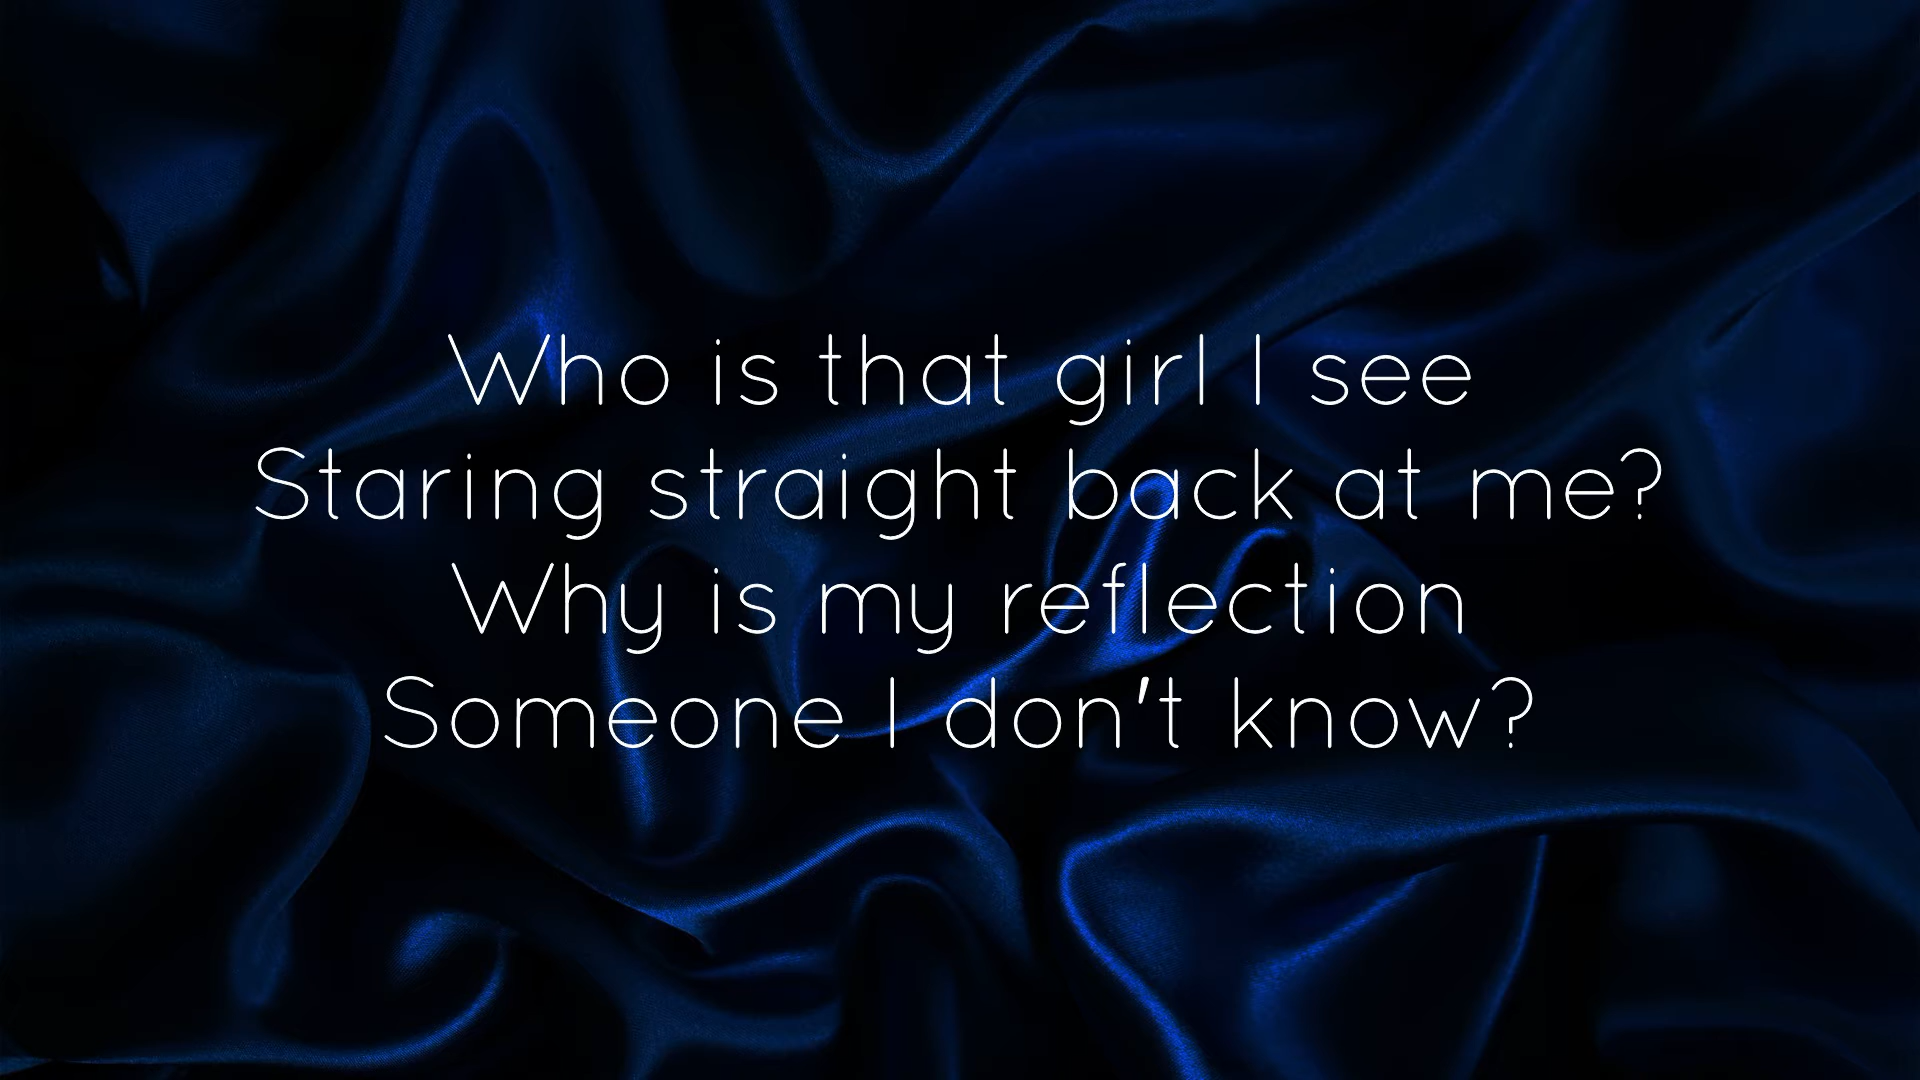 Who is that girl I see
Staring straight back at me?
Why is my reflection
Someone I don't know?